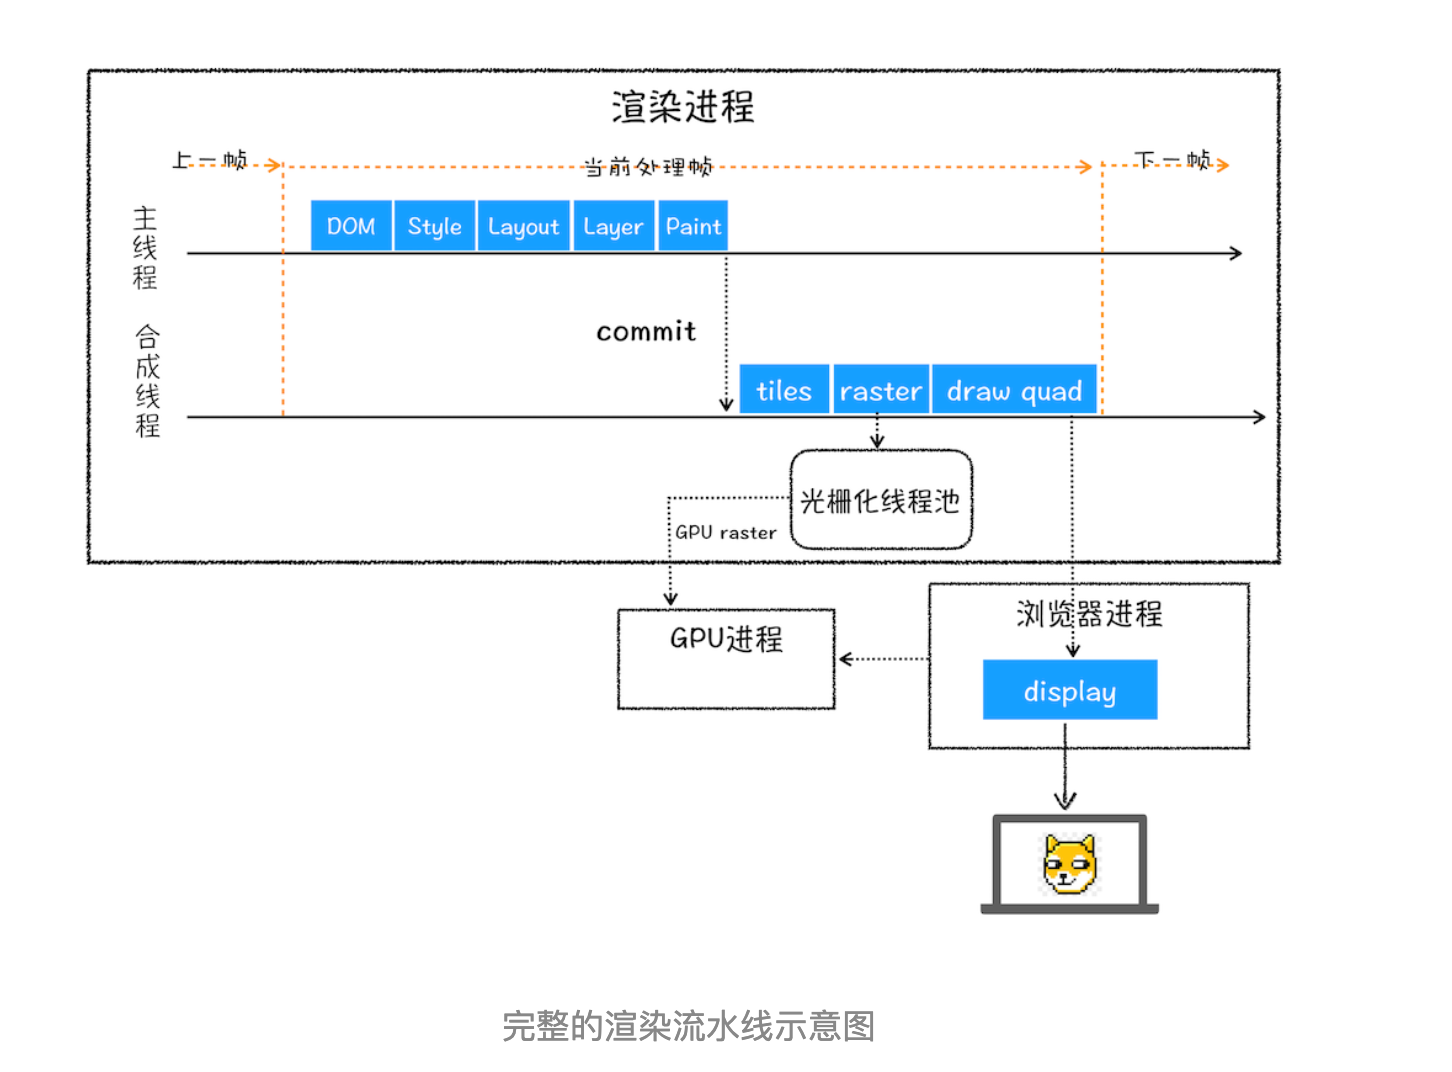 渲染进程
上一帧
当前处理帧
下一帧
主线程
DOM
Style
Layout
Layer
Paint
合成线程
commit
tiles
raster
draw quad
光栅化线程池
GPU raster
GPU进程
浏览器进程
display
完整的渲染流水线示意图